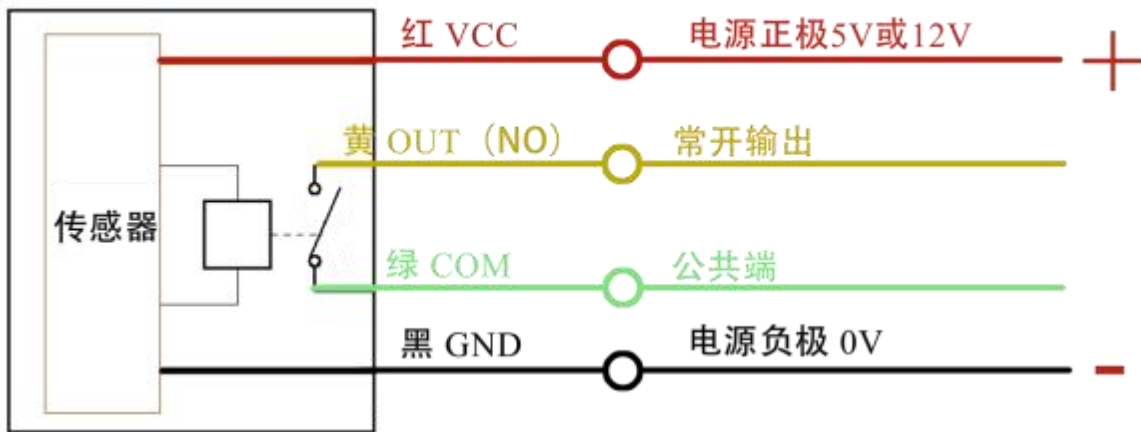 红 VCC 电源正极5V或12V +
黄 OUT（NO） 常开输出
传感器
绿 COM 公共端
黑 GND 电源负极 0V -